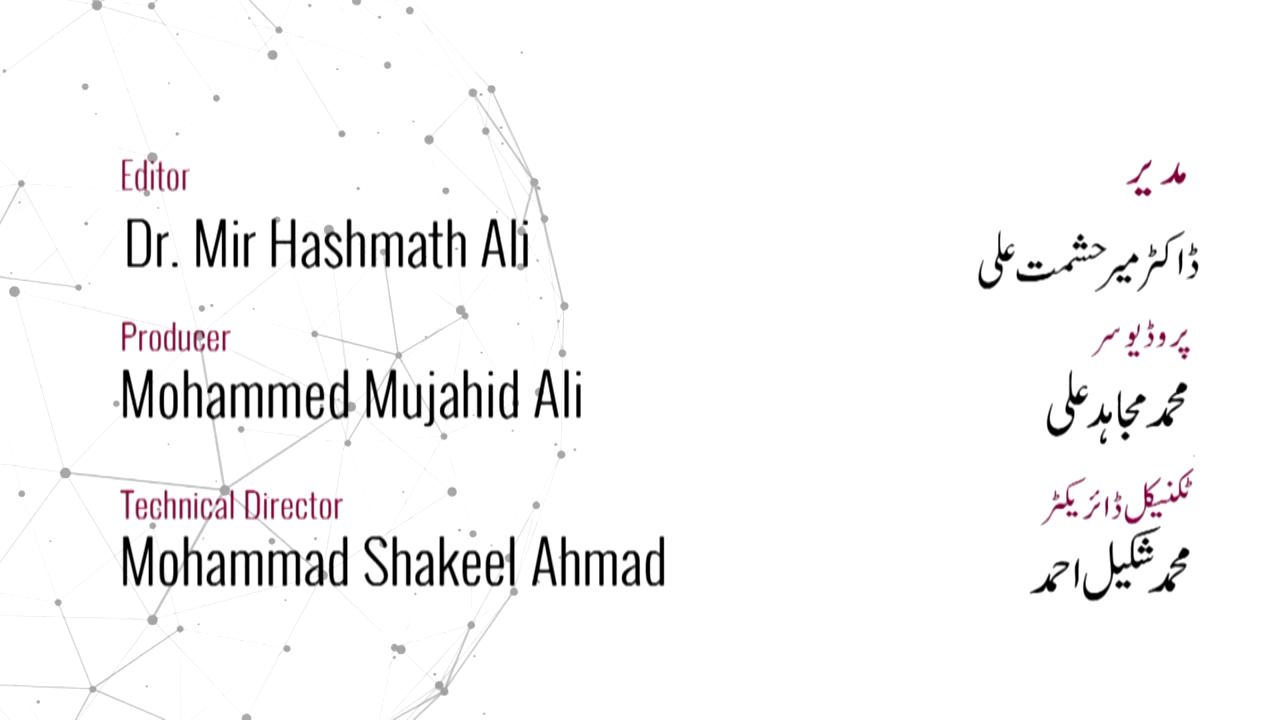 Editor
مدیر
Dr. Mir Hashmath Ali
ڈاکٹر میر حشمت علی
Producer
پروڈیوسر
Mohammed Mujahid Ali
محمد مجاہد علی
Technical Director
ٹکنیکل ڈائریکٹر
Mohammad Shakeel Ahmad
محمد شکیل احمد